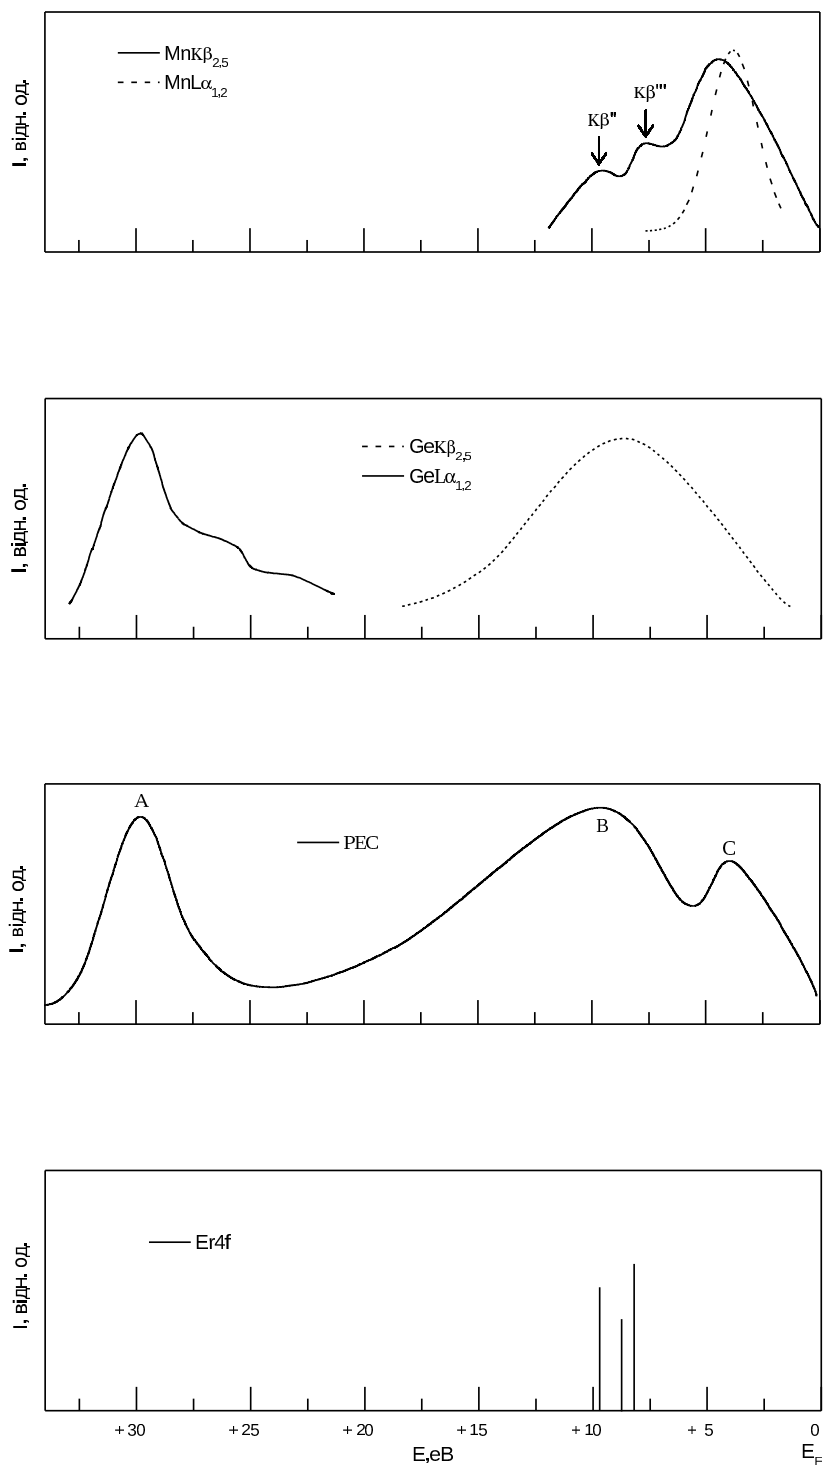 MnKβ2,5
MnLα1,2
Kβ"
Kβ'''
I, відн. од.
GeKβ2,5
GeLα1,2
I, відн. од.
A
PEC
B
C
I, відн. од.
Er4f
I, відн. од.
+30 +25 +20 +15 +10 + 5 0
E,eB EF